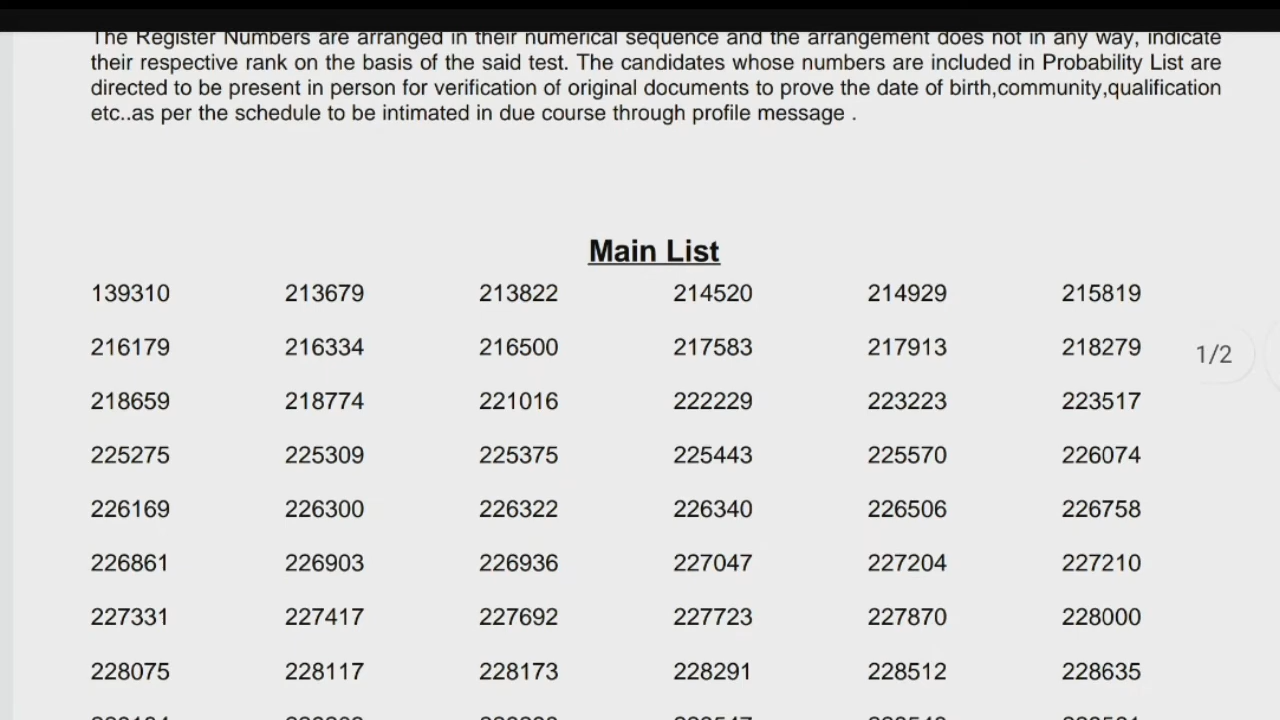 The Register Numbers are arranged in their numerical sequence and the arrangement does not in any way, indicate
their respective rank on the basis of the said test. The candidates whose numbers are included in Probability List are
directed to be present in person for verification of original documents to prove the date of birth,community,qualification
etc..as per the schedule to be intimated in due course through profile message .
Main List
139310 213679 213822 214520 214929 215819
216179 216334 216500 217583 217913 218279
1/2
218659 218774 221016 222229 223223 223517
225275 225309 225375 225443 225570 226074
226169 226300 226322 226340 226506 226758
226861 226903 226936 227047 227204 227210
227331 227417 227692 227723 227870 228000
228075 228117 228173 228291 228512 228635